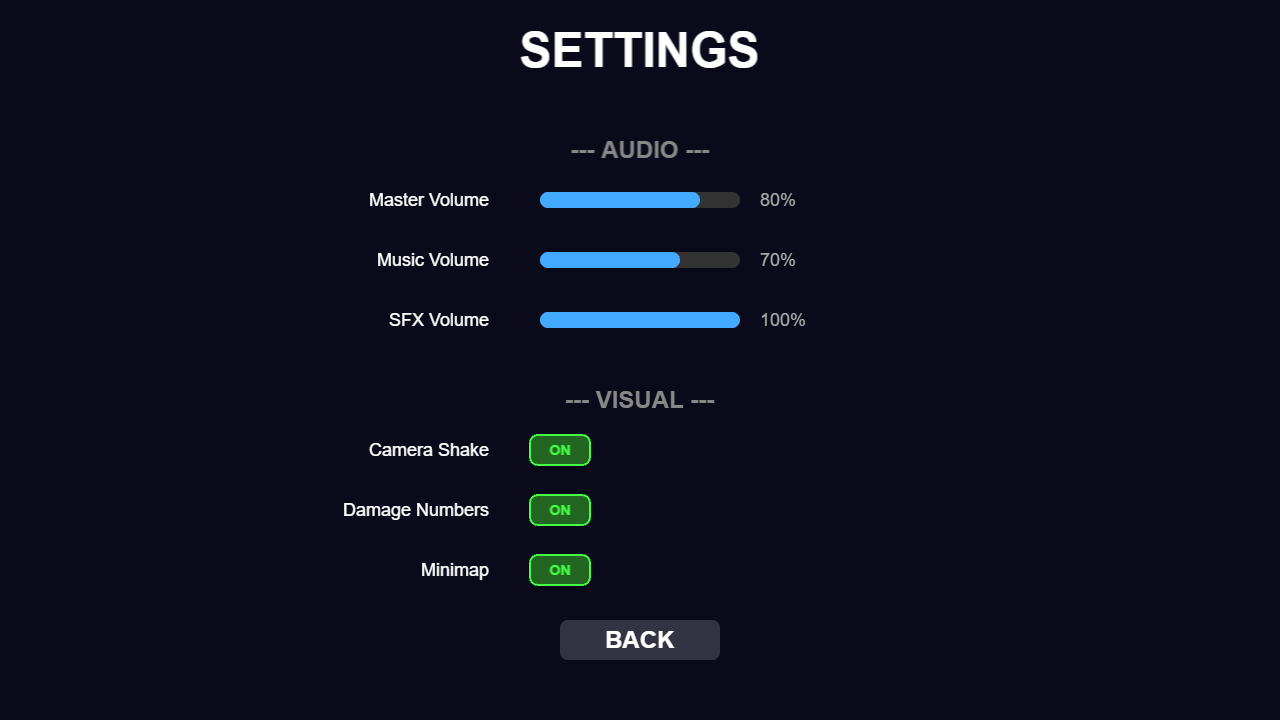 SETTINGS
--- AUDIO ---
Master Volume 80%
Music Volume 70%
SFX Volume 100%
--- VISUAL ---
Camera Shake ON
Damage Numbers ON
Minimap ON
BACK